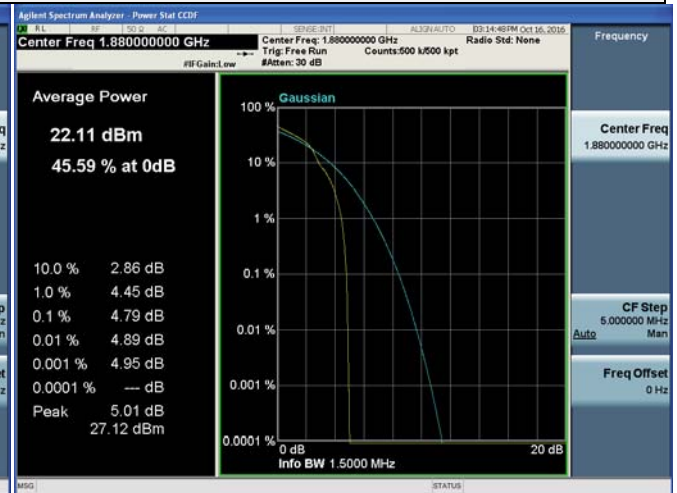 Agilent Spectrum Analyzer - Power Stat CCDF
RL RF 50 Ω AC SENSE:INT ALIGN AUTO 03:14:48PM Oct 16, 2016
Center Freq 1.880000000 GHz
Center Freq: 1.880000000 GHz Radio Std: None
Trig: Free Run Counts:500 k/500 kpt
#IFGain:Low #Atten: 30 dB
Frequency
Average Power
22.11 dBm
45.59 % at 0dB
10.0 % 2.86 dB
1.0 % 4.45 dB
0.1 % 4.79 dB
0.01 % 4.89 dB
0.001 % 4.95 dB
0.0001 % --- dB
Peak 5.01 dB
27.12 dBm
Gaussian
100 %
10 %
1 %
0.1 %
0.01 %
0.001 %
0.0001 %
0 dB 20 dB
Info BW 1.5000 MHz
Center Freq
1.880000000 GHz
CF Step
5.000000 MHz
Auto Man
Freq Offset
0 Hz
MSG STATUS